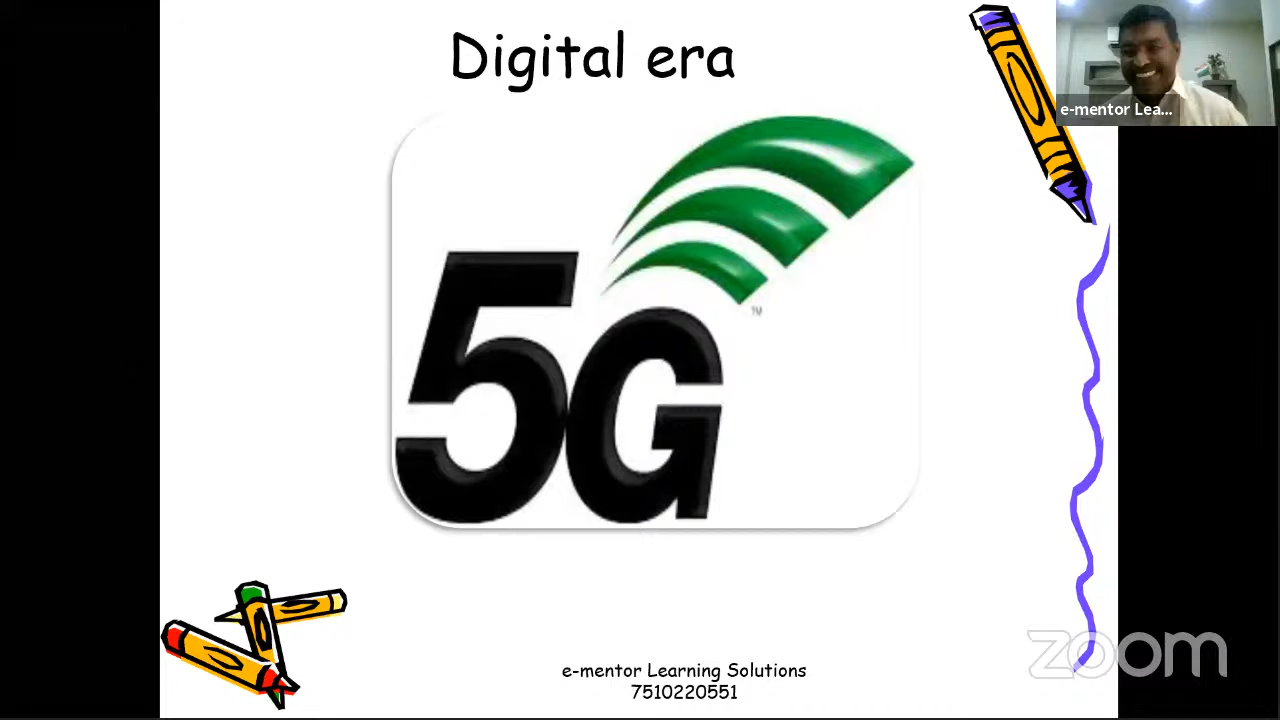 Digital era
e-mentor Lea...
5G
TM
e-mentor Learning Solutions
7510220551
zoom